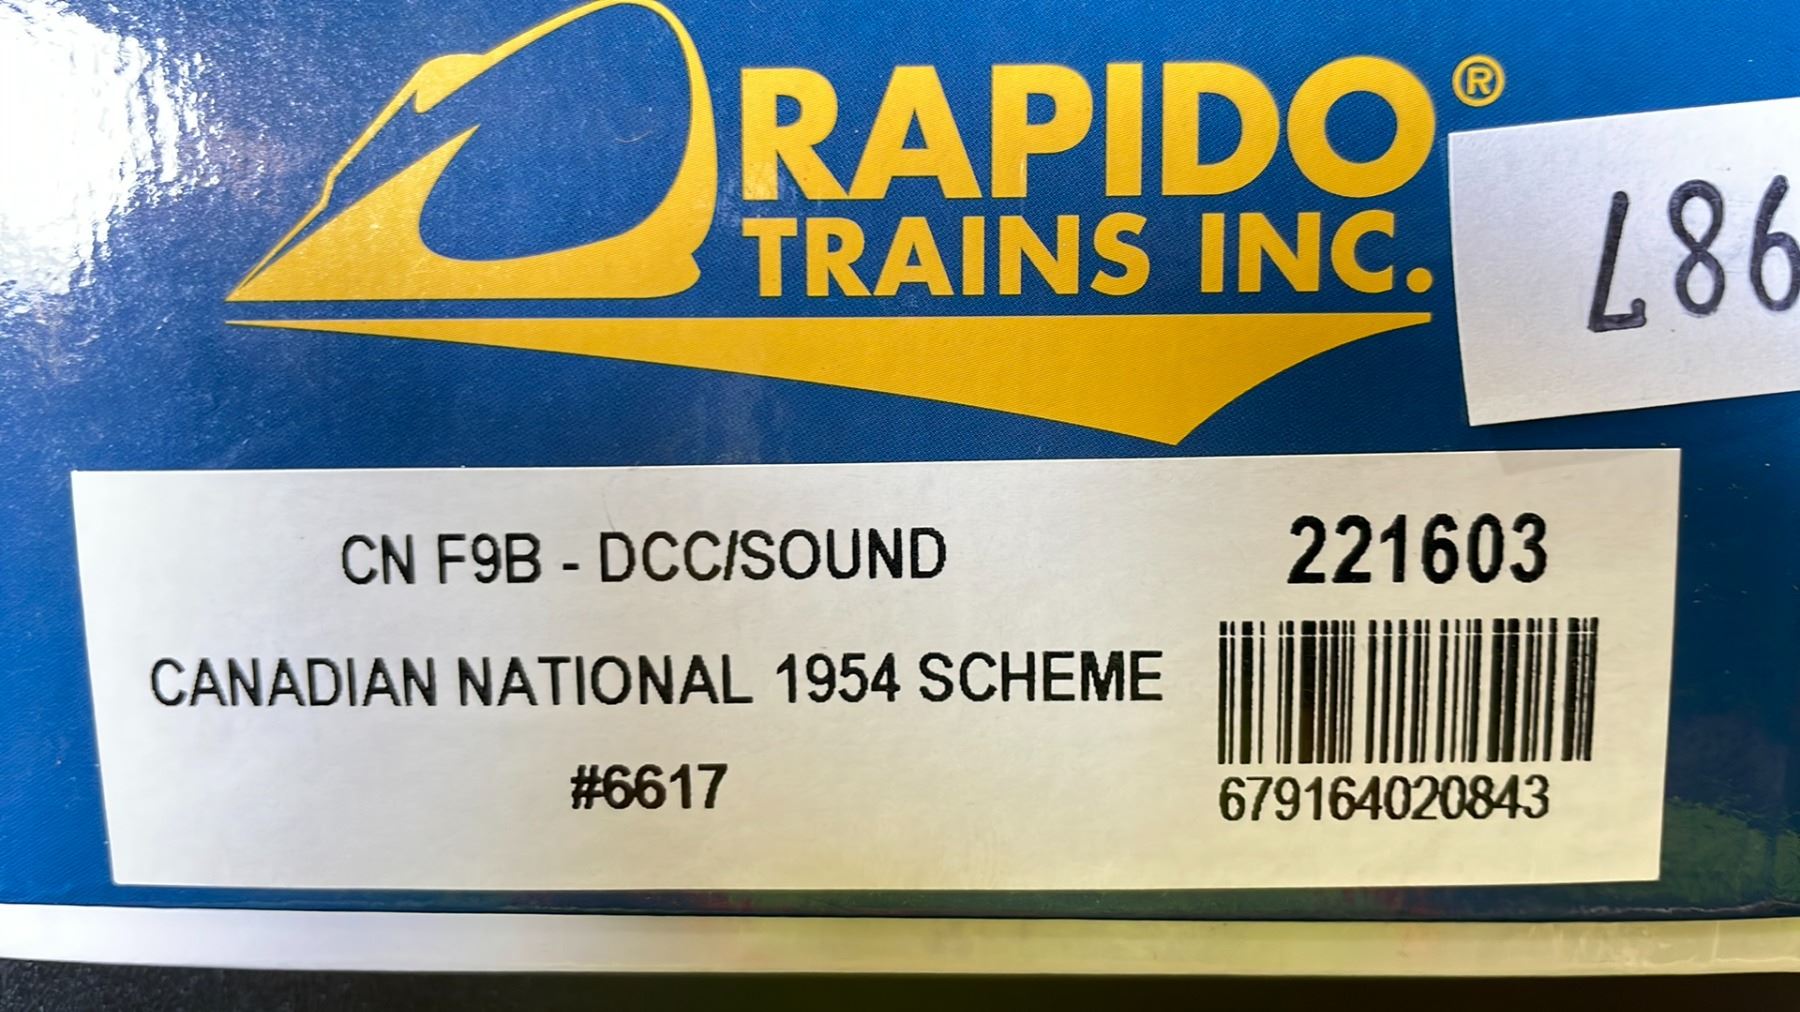 RAPIDO®
TRAINS INC.
L86
CN F9B - DCC/SOUND
221603
CANADIAN NATIONAL 1954 SCHEME
#6617
679164020843